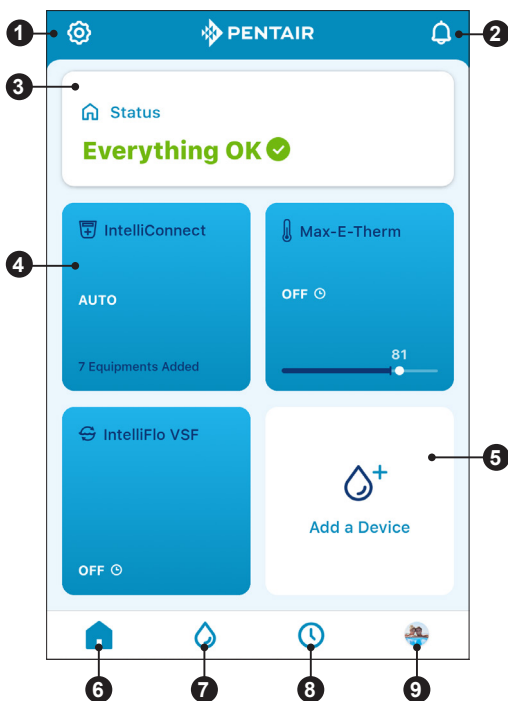 1
PENTAIR
2
3
Status
Everything OK
IntelliConnect
Max-E-Therm
4
AUTO
OFF
81
7 Equipments Added
IntelliFlo VSF
5
Add a Device
OFF
6
7
8
9